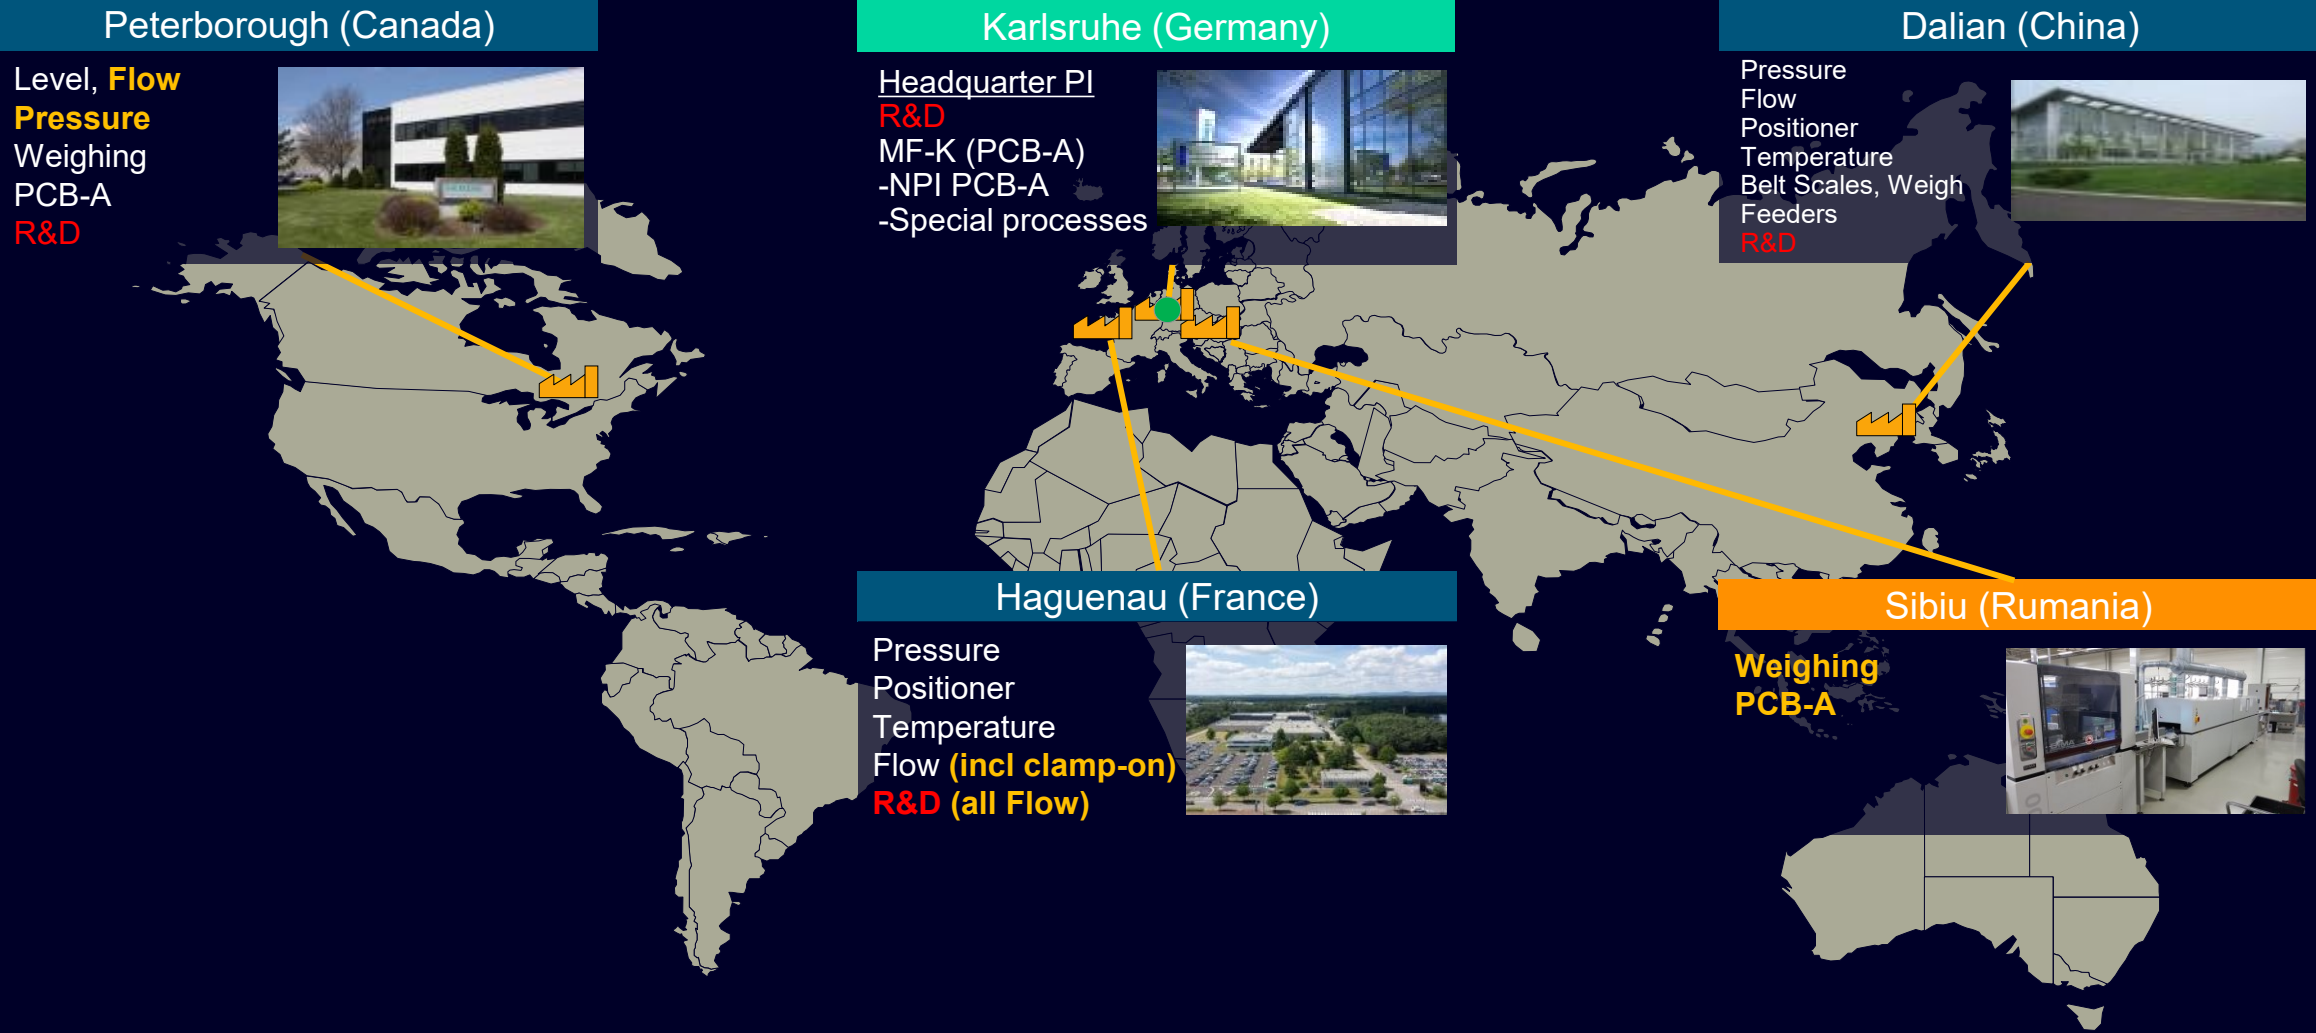 Peterborough (Canada)
Level, Flow
Pressure
Weighing
PCB-A
R&D
Karlsruhe (Germany)
Headquarter PI
R&D
MF-K (PCB-A)
-NPI PCB-A
-Special processes
Dalian (China)
Pressure
Flow
Positioner
Temperature
Belt Scales, Weigh
Feeders
R&D
Haguenau (France)
Pressure
Positioner
Temperature
Flow (incl clamp-on)
R&D (all Flow)
Sibiu (Rumania)
Weighing
PCB-A